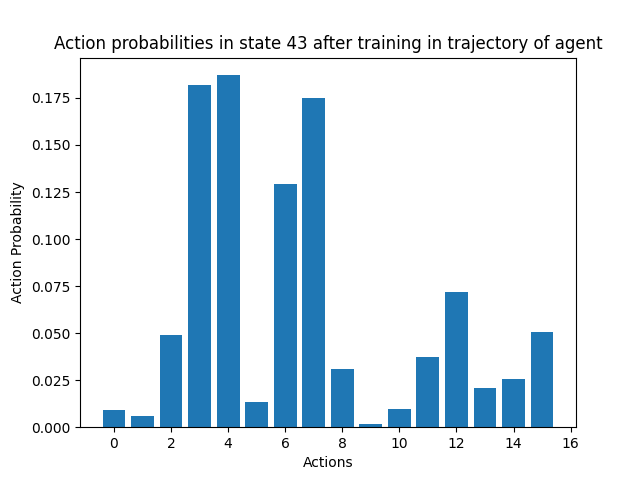 Action probabilities in state 43 after training in trajectory of agent
Action Probability
0.175
0.150
0.125
0.100
0.075
0.050
0.025
0.000
0 2 4 6 8 10 12 14 16
Actions